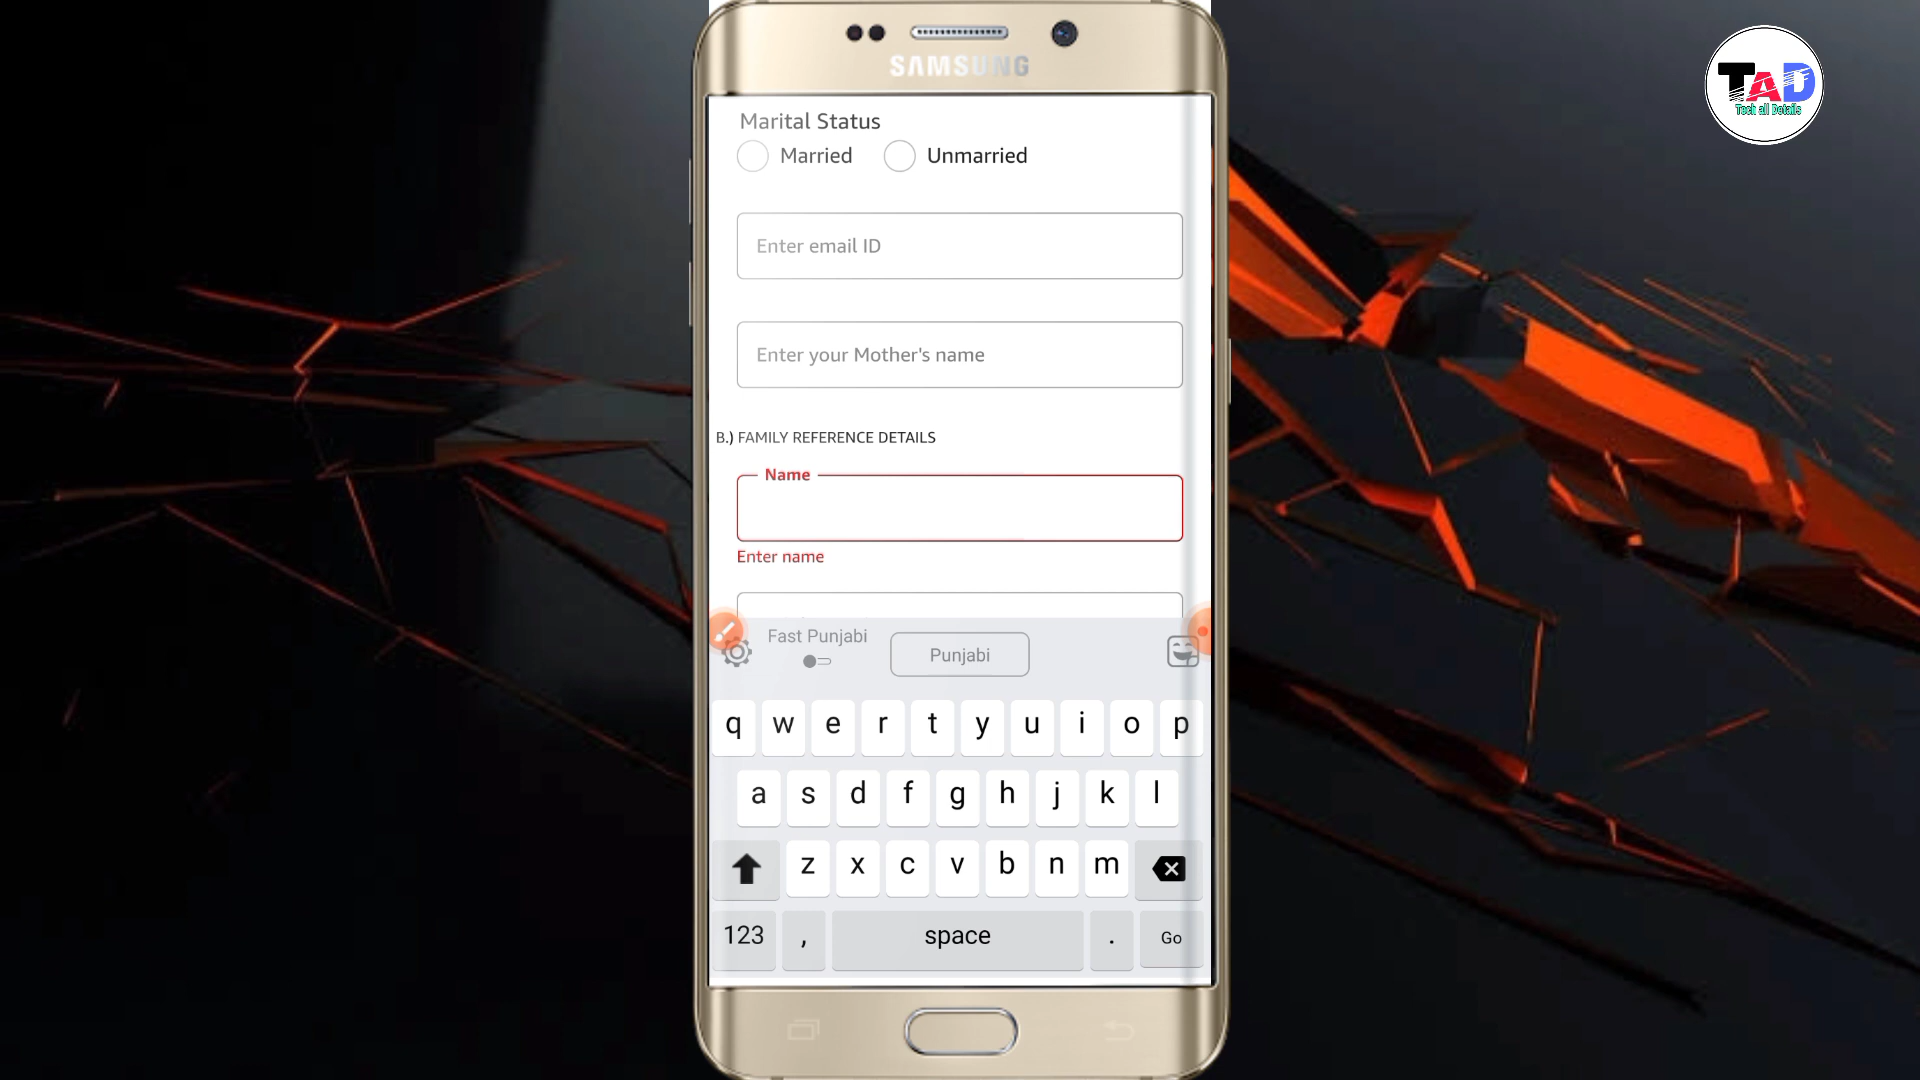 SAMSUNG
TAD
Tech all Details
Marital Status
Married Unmarried
Enter email ID
Enter your Mother's name
B.) FAMILY REFERENCE DETAILS
Name
Enter name
Fast Punjabi
Punjabi
q w e r t y u i o p
a s d f g h j k l
z x c v b n m
123 , space . Go